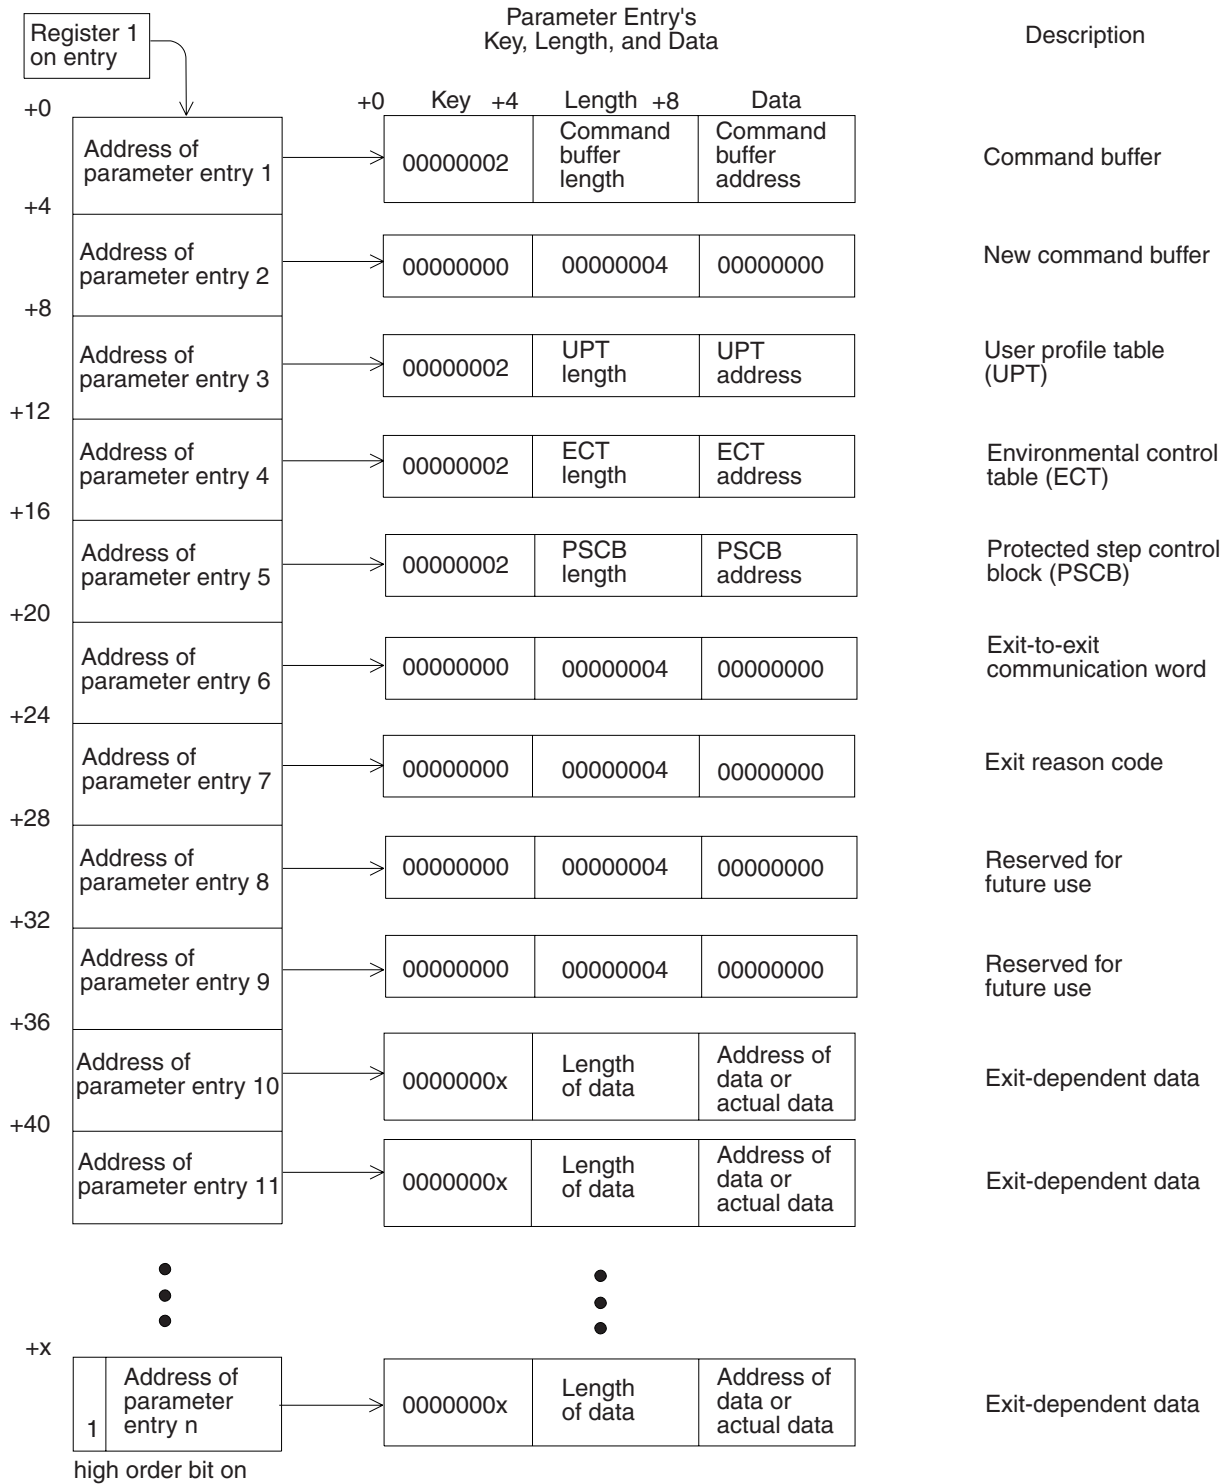 Register 1
on entry
Parameter Entry's
Key, Length, and Data
Description
+0
+0 Key +4 Length +8 Data
Address of
parameter entry 1
00000002
Command
buffer
length
Command
buffer
address
Command buffer
+4
Address of
parameter entry 2
00000000 00000004 00000000
New command buffer
+8
Address of
parameter entry 3
00000002
UPT
length
UPT
address
User profile table
(UPT)
+12
Address of
parameter entry 4
00000002
ECT
length
ECT
address
Environmental control
table (ECT)
+16
Address of
parameter entry 5
00000002
PSCB
length
PSCB
address
Protected step control
block (PSCB)
+20
Address of
parameter entry 6
00000000 00000004 00000000
Exit-to-exit
communication word
+24
Address of
parameter entry 7
00000000 00000004 00000000
Exit reason code
+28
Address of
parameter entry 8
00000000 00000004 00000000
Reserved for
future use
+32
Address of
parameter entry 9
00000000 00000004 00000000
Reserved for
future use
+36
Address of
parameter entry 10
0000000x
Length
of data
Address of
data or
actual data
Exit-dependent data
+40
Address of
parameter entry 11
0000000x
Length
of data
Address of
data or
actual data
Exit-dependent data
+x
1
Address of
parameter
entry n
0000000x
Length
of data
Address of
data or
actual data
Exit-dependent data
high order bit on